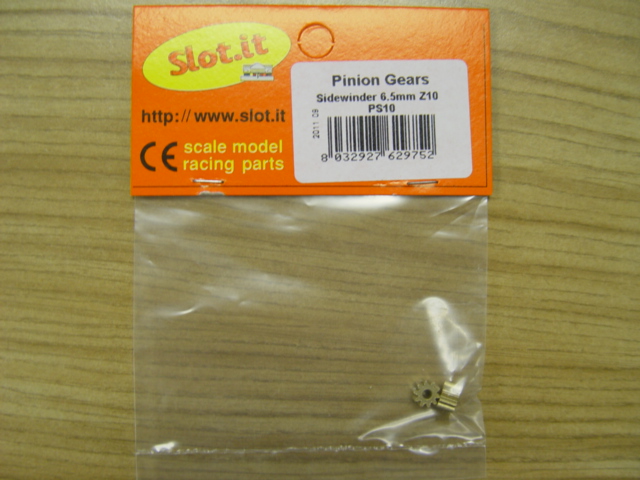 Slot.it
http://www.slot.it
CE scale model
racing parts
Pinion Gears
Sidewinder 6.5mm Z10
PS10
2011 09
8 032927 629752